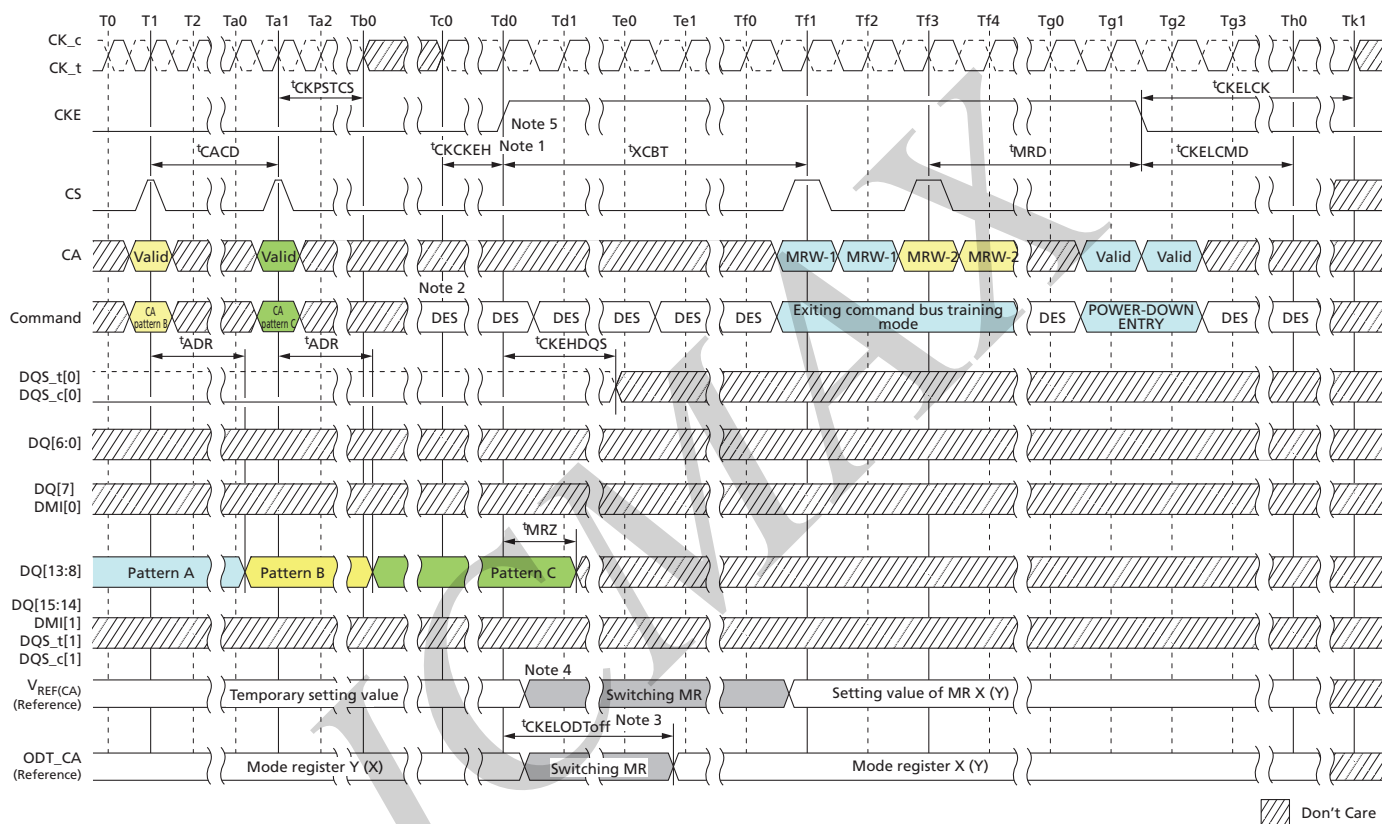 T0 T1 T2 Ta0 Ta1 Ta2 Tb0 Tc0 Td0 Td1 Te0 Te1 Tf0 Tf1 Tf2 Tf3 Tf4 Tg0 Tg1 Tg2 Tg3 Th0 Tk1
CK_c
CK_t
tCKPSTCS tCKELCK
CKE
Note 5
tCACD tCKCKEH Note 1 tXCBT tMRD tCKELCMD
CS
CA Valid Valid MRW-1 MRW-1 MRW-2 MRW-2 Valid Valid
Note 2
Command CA pattern B CA pattern C DES DES DES DES DES DES Exiting command bus training mode DES POWER-DOWN ENTRY DES DES
tADR tADR tCKEHDQS
DQS_t[0]
DQS_c[0]
DQ[6:0]
DQ[7]
DMI[0]
tMRZ
DQ[13:8] Pattern A Pattern B Pattern C
DQ[15:14]
DMI[1]
DQS_t[1]
DQS_c[1]
Note 4
VREF(CA)
(Reference)
Temporary setting value Switching MR Setting value of MR X (Y)
tCKELODToff Note 3
ODT_CA
(Reference)
Mode register Y (X) Switching MR Mode register X (Y)
Don't Care
ICMAX